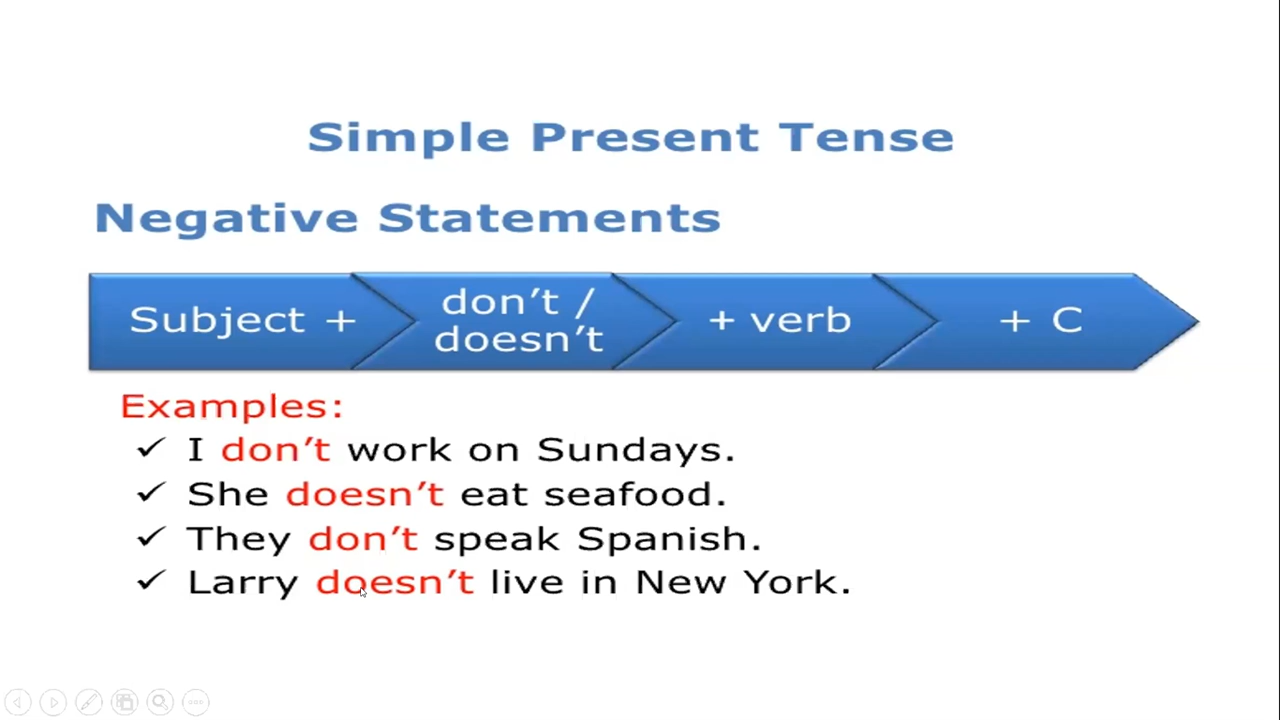 Simple Present Tense
Negative Statements
Subject +
don’t /
doesn’t
+ verb
+ C
Examples:
✓ I don’t work on Sundays.
✓ She doesn’t eat seafood.
✓ They don’t speak Spanish.
✓ Larry doesn’t live in New York.